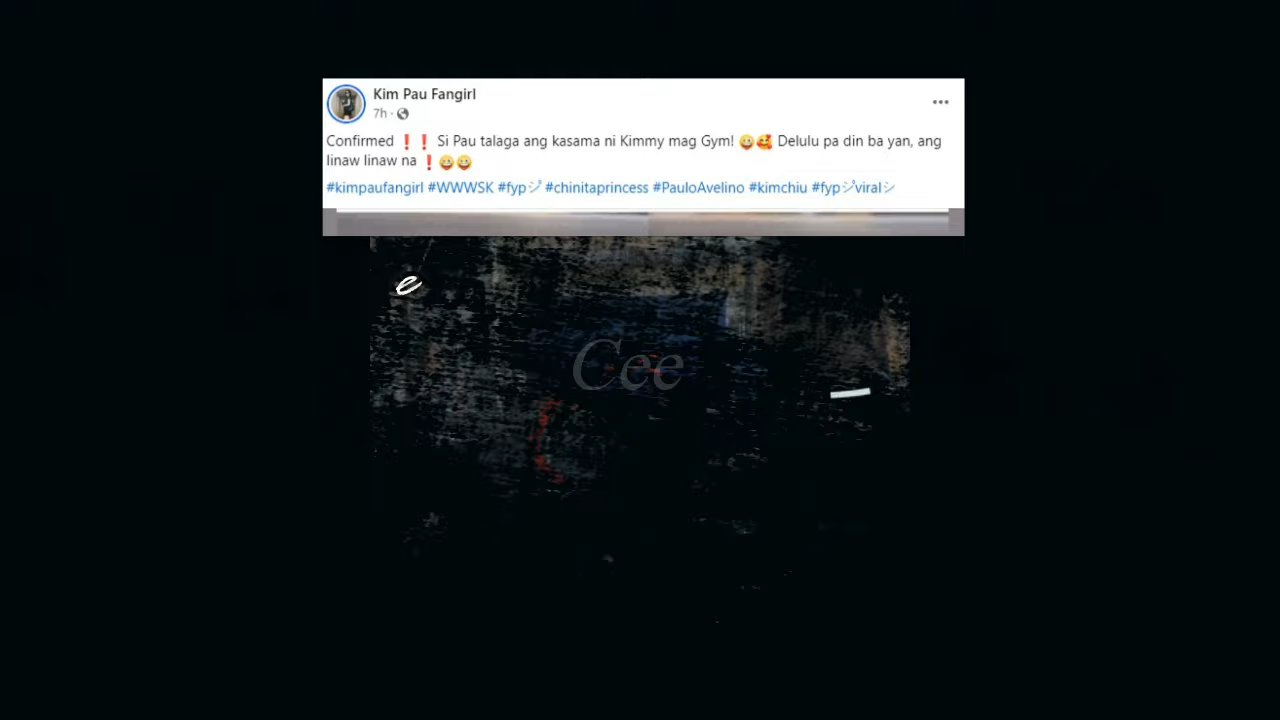 Kim Pau Fangirl
7h ·
Confirmed ❗❗ Si Pau talaga ang kasama ni Kimmy mag Gym! 🤪🥰 Delulu pa din ba yan, ang
linaw linaw na ❗🤪🤪
#kimpaufangirl #WWWSK #fypジ #chinitaprincess #PauloAvelino #kimchiu #fypジviralシ
e
Cee